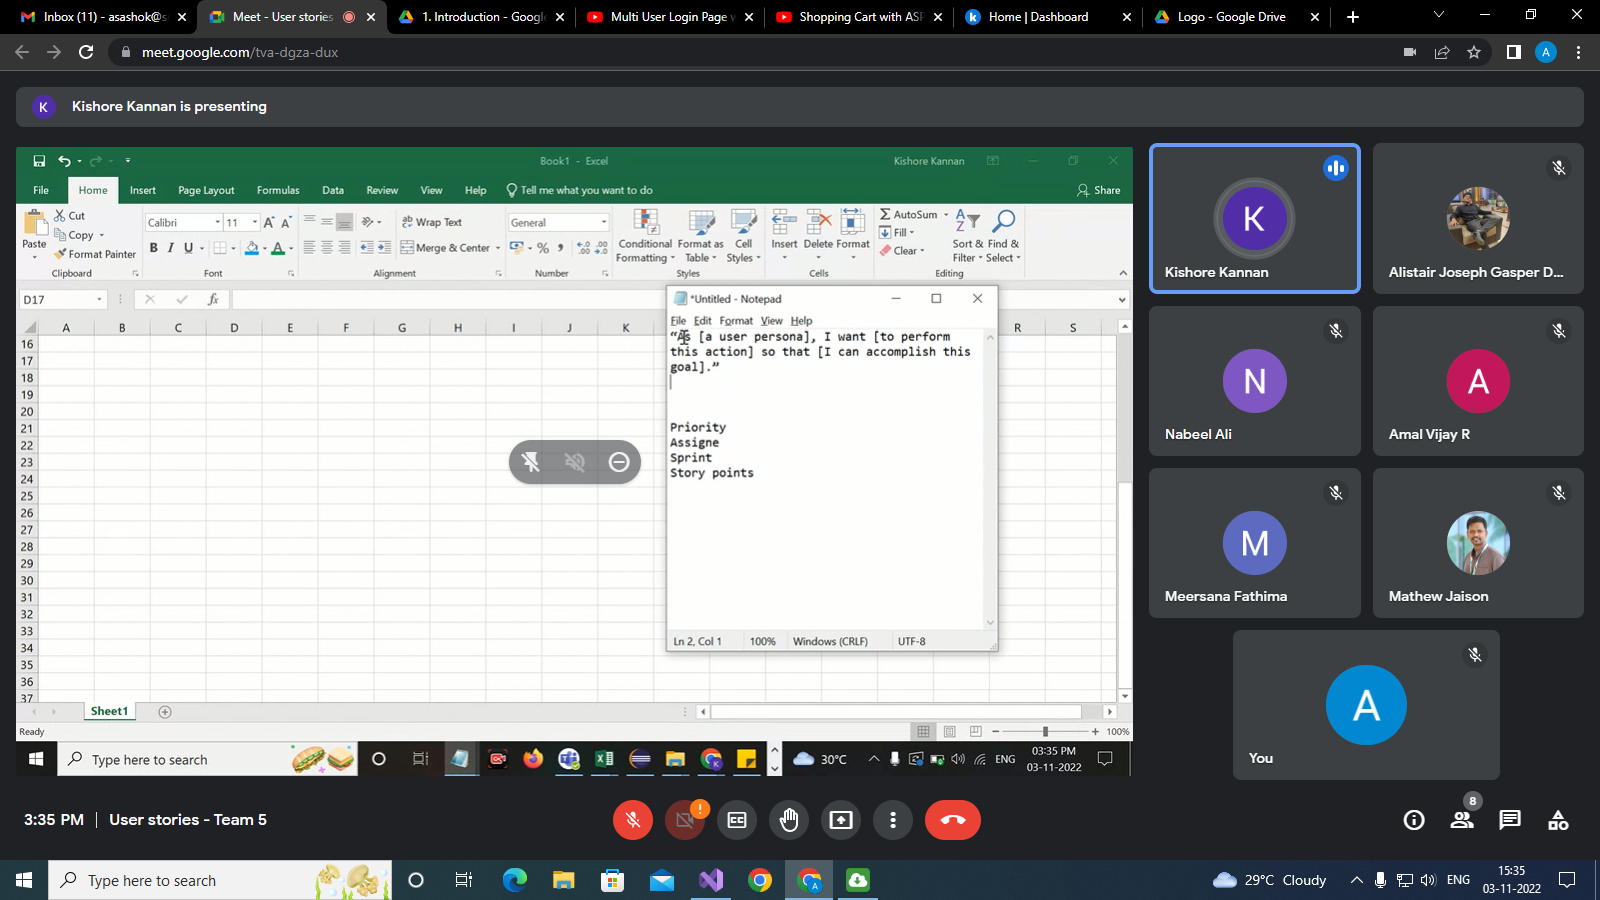 Inbox (11) - asashok@s
Meet - User stories
1. Introduction - Google
Multi User Login Page w
Shopping Cart with ASP
Home | Dashboard
Logo - Google Drive
meet.google.com/tva-dgza-dux
A
K Kishore Kannan is presenting
Book1 - Excel
Kishore Kannan
File Home Insert Page Layout Formulas Data Review View Help Tell me what you want to do Share
Paste
Cut
Copy
Format Painter
Clipboard
Calibri 11 A A
B I U A
Font
Wrap Text
Merge & Center
Alignment
General
% ,
Number
Conditional Formatting
Format as Table
Cell Styles
Styles
Insert Delete Format
Cells
AutoSum
Fill
Clear
Sort & Filter
Find & Select
Editing
D17 fx
A B C D E F G H I J K R S
16
17
18
19
20
21
22
23
24
25
26
27
28
29
30
31
32
33
34
35
36
37
*Untitled - Notepad
File Edit Format View Help
“As [a user persona], I want [to perform
this action] so that [I can accomplish this
goal].”
Priority
Assigne
Sprint
Story points
Ln 2, Col 1 100% Windows (CRLF) UTF-8
Sheet1
Ready 100%
Type here to search 30°C ENG 03:35 PM
03-11-2022
K
Kishore Kannan
Alistair Joseph Gasper D...
N
Nabeel Ali
A
Amal Vijay R
M
Meersana Fathima
Mathew Jaison
A
You
3:35 PM | User stories - Team 5
8
Type here to search 29°C Cloudy ENG 15:35
03-11-2022